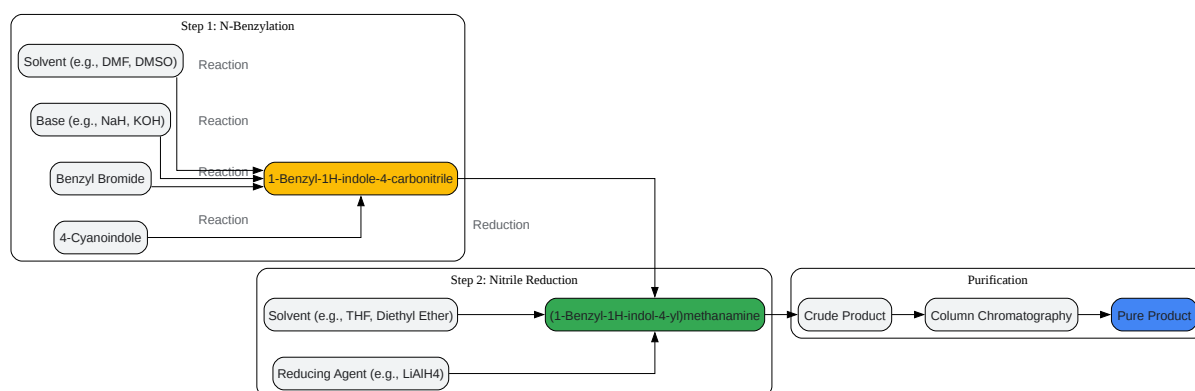 Step 1: N-Benzylation
Solvent (e.g., DMF, DMSO)
Reaction
Base (e.g., NaH, KOH)
Reaction
Benzyl Bromide
Reaction
1-Benzyl-1H-indole-4-carbonitrile
4-Cyanoindole
Reaction
Reduction
Step 2: Nitrile Reduction
Solvent (e.g., THF, Diethyl Ether)
(1-Benzyl-1H-indol-4-yl)methanamine
Reducing Agent (e.g., LiAlH4)
Purification
Crude Product
Column Chromatography
Pure Product